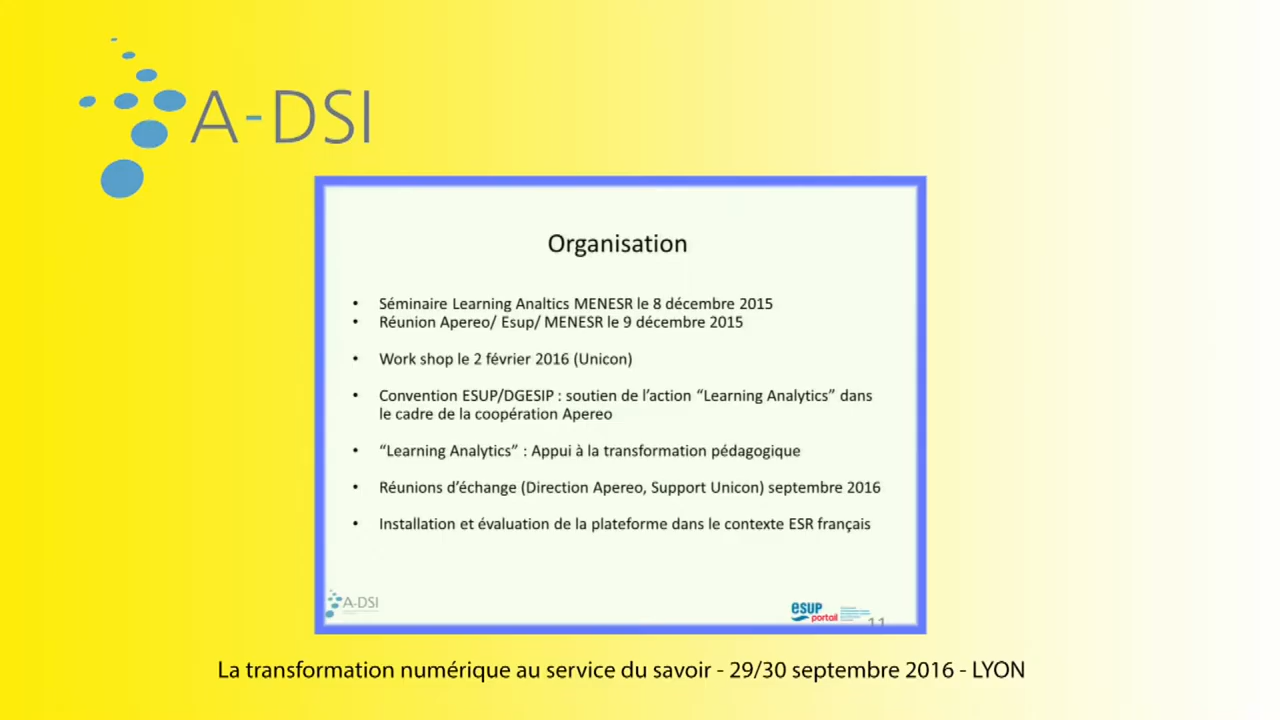 A-DSI
Organisation
• Séminaire Learning Analtics MENESR le 8 décembre 2015
• Réunion Apereo/ Esup/ MENESR le 9 décembre 2015
• Work shop le 2 février 2016 (Unicon)
• Convention ESUP/DGESIP : soutien de l’action “Learning Analytics” dans
le cadre de la coopération Apereo
• “Learning Analytics” : Appui à la transformation pédagogique
• Réunions d’échange (Direction Apereo, Support Unicon) septembre 2016
• Installation et évaluation de la plateforme dans le contexte ESR français
A-DSI
esup
portail
11
La transformation numérique au service du savoir - 29/30 septembre 2016 - LYON